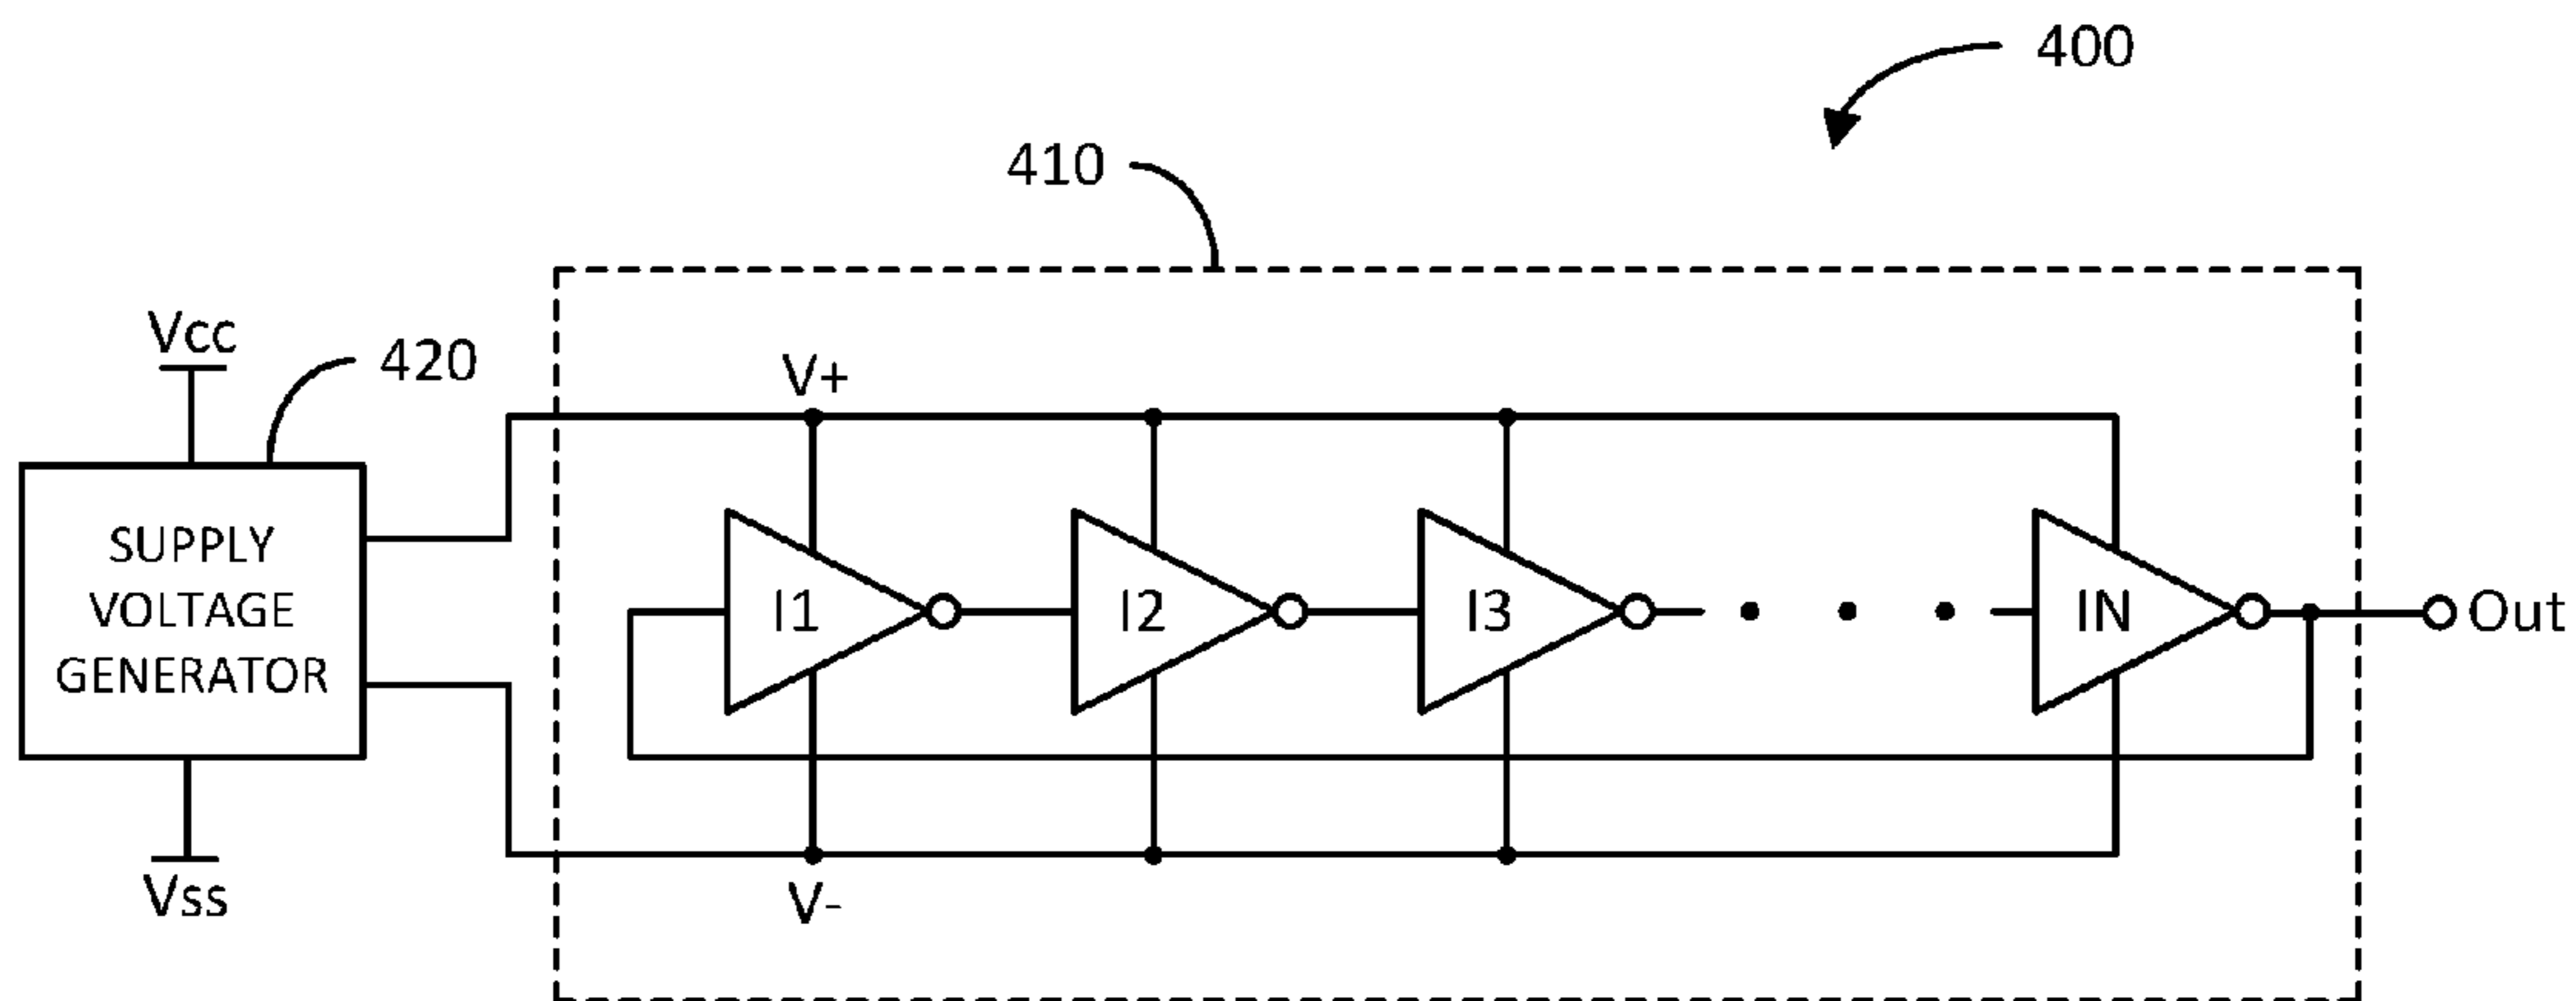 400
410
Vcc
420
V+
SUPPLY
VOLTAGE
GENERATOR
I1
I2
I3
IN
Out
Vss
V-